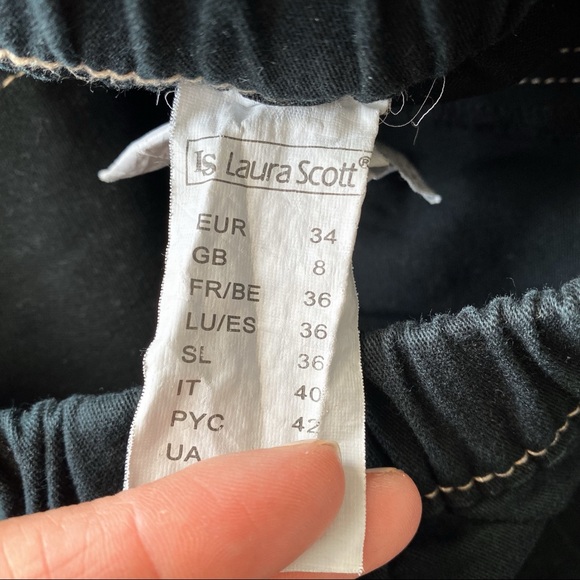 LS Laura Scott®
EUR 34
GB 8
FR/BE 36
LU/ES 36
SL 36
IT 40
РУС 42
UA